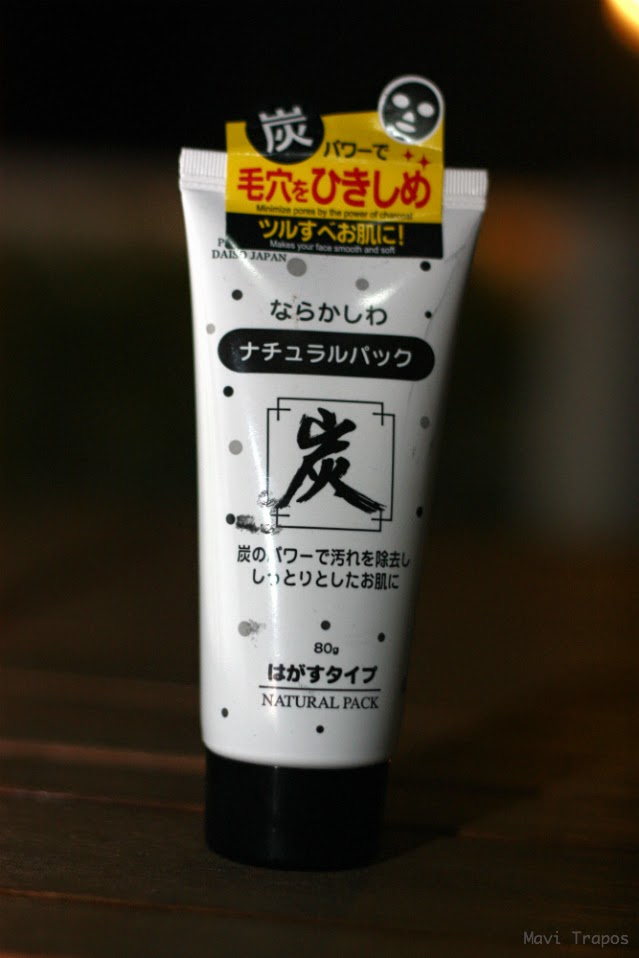 炭
パワーで
毛穴をひきしめ
Minimize pores by the power of charcoal
ツルすべお肌に!
Makes your face smooth and soft
DAISO JAPAN
ならかしわ
ナチュラルパック
炭
炭のパワーで汚れを除去し
しっとりとしたお肌に
80g
はがすタイプ
NATURAL PACK
Mavi Trapos